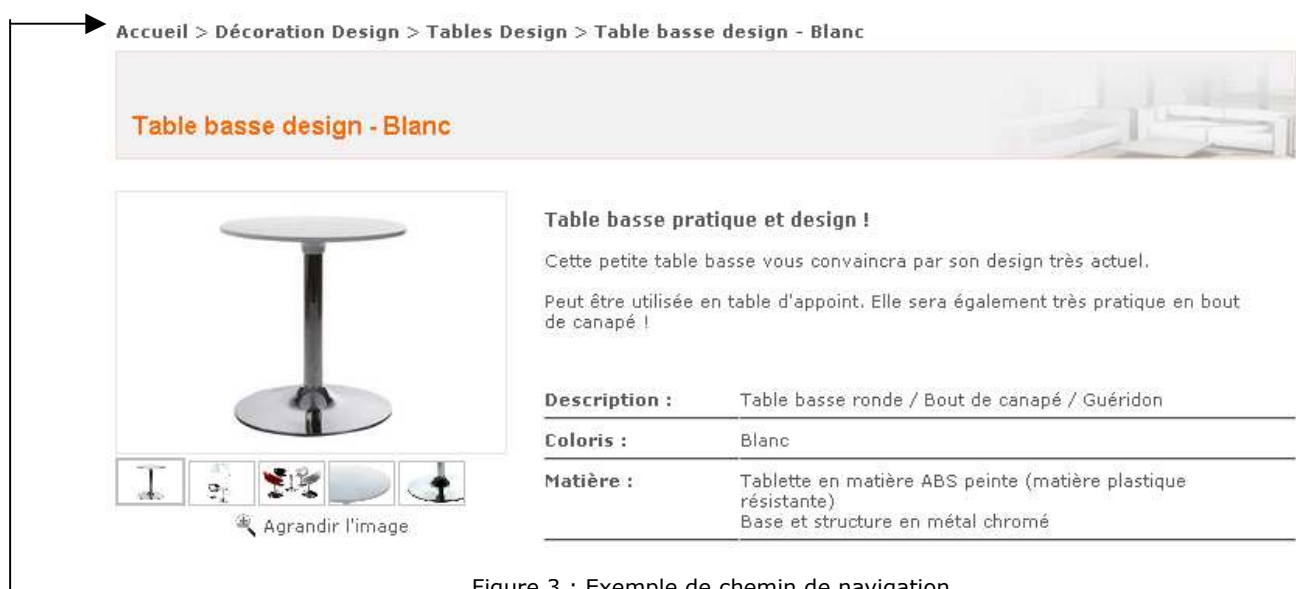 Accueil > Décoration Design > Tables Design > Table basse design - Blanc
Table basse design - Blanc
Table basse pratique et design !
Cette petite table basse vous convaincra par son design très actuel.
Peut être utilisée en table d'appoint. Elle sera également très pratique en bout
de canapé !
Description : Table basse ronde / Bout de canapé / Guéridon
Coloris : Blanc
Matière : Tablette en matière ABS peinte (matière plastique
résistante)
Base et structure en métal chromé
Agrandir l'image
Figure 3 : Exemple de chemin de navigation